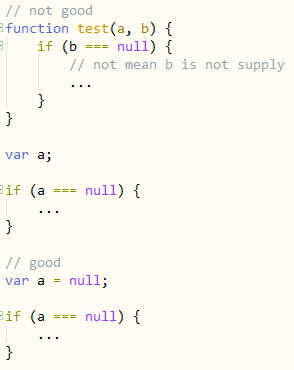 // not good
function test(a, b) {
    if (b === null) {
        // not mean b is not supply
        ...
    }
}

var a;

if (a === null) {
    ...
}

// good
var a = null;

if (a === null) {
    ...
}